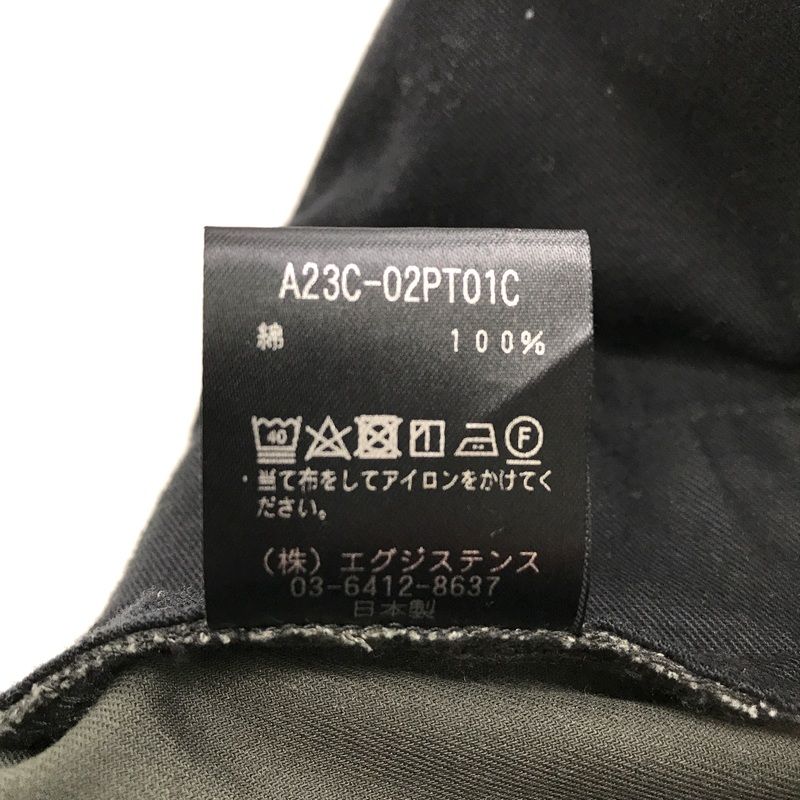 A23C-02PT01C
綿 100%
40 F
・当て布をしてアイロンをかけてく
ださい。
(株)エグジステンス
03-6412-8637
日本製